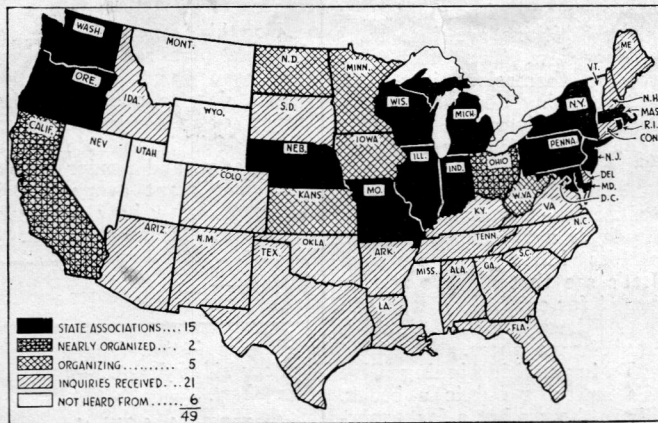 WASH
MONT.
N.D.
MINN.
VT.
ME
ORE.
IDA.
WIS.
MICH.
N.Y.
N.H
MAS
R.I.
CON
S.D.
WYO.
CALIF.
NEV
UTAH
NEB.
IOWA
ILL.
IND.
OHIO
PENNA
N.J.
DEL
MD.
D.C.
COLO.
KANS.
MO.
W.VA
VA
KY.
N.C.
TENN.
ARIZ.
N.M.
OKLA
TEX.
ARK.
S.C.
MISS.
ALA.
GA.
LA.
FLA.
STATE ASSOCIATIONS.... 15
NEARLY ORGANIZED.. 2
ORGANIZING.......... 5
INQUIRIES RECEIVED.. 21
NOT HEARD FROM..... 6
49